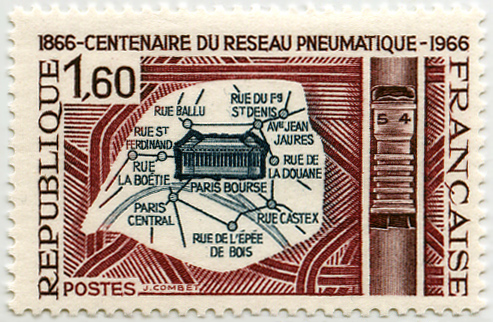 1866-CENTENAIRE DU RESEAU PNEUMATIQUE-1966
REPUBLIQUE
1,60
RUE BALLU
RUE DU Fg
ST DENIS
AVe JEAN
JAURES
RUE ST
FERDINAND
RUE
LA BOËTIE
RUE DE
LA DOUANE
PARIS BOURSE
PARIS
CENTRAL
RUE CASTEX
RUE DE L'ÉPÉE
DE BOIS
5 4
FRANÇAISE
POSTES J. COMBET